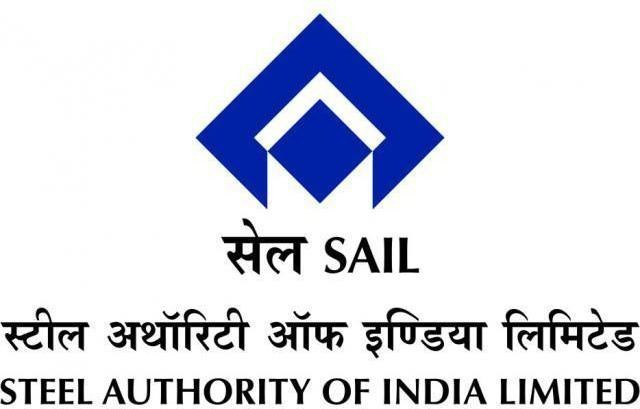 सेल SAIL
स्टील अथॉरिटी ऑफ इण्डिया लिमिटेड
STEEL AUTHORITY OF INDIA LIMITED